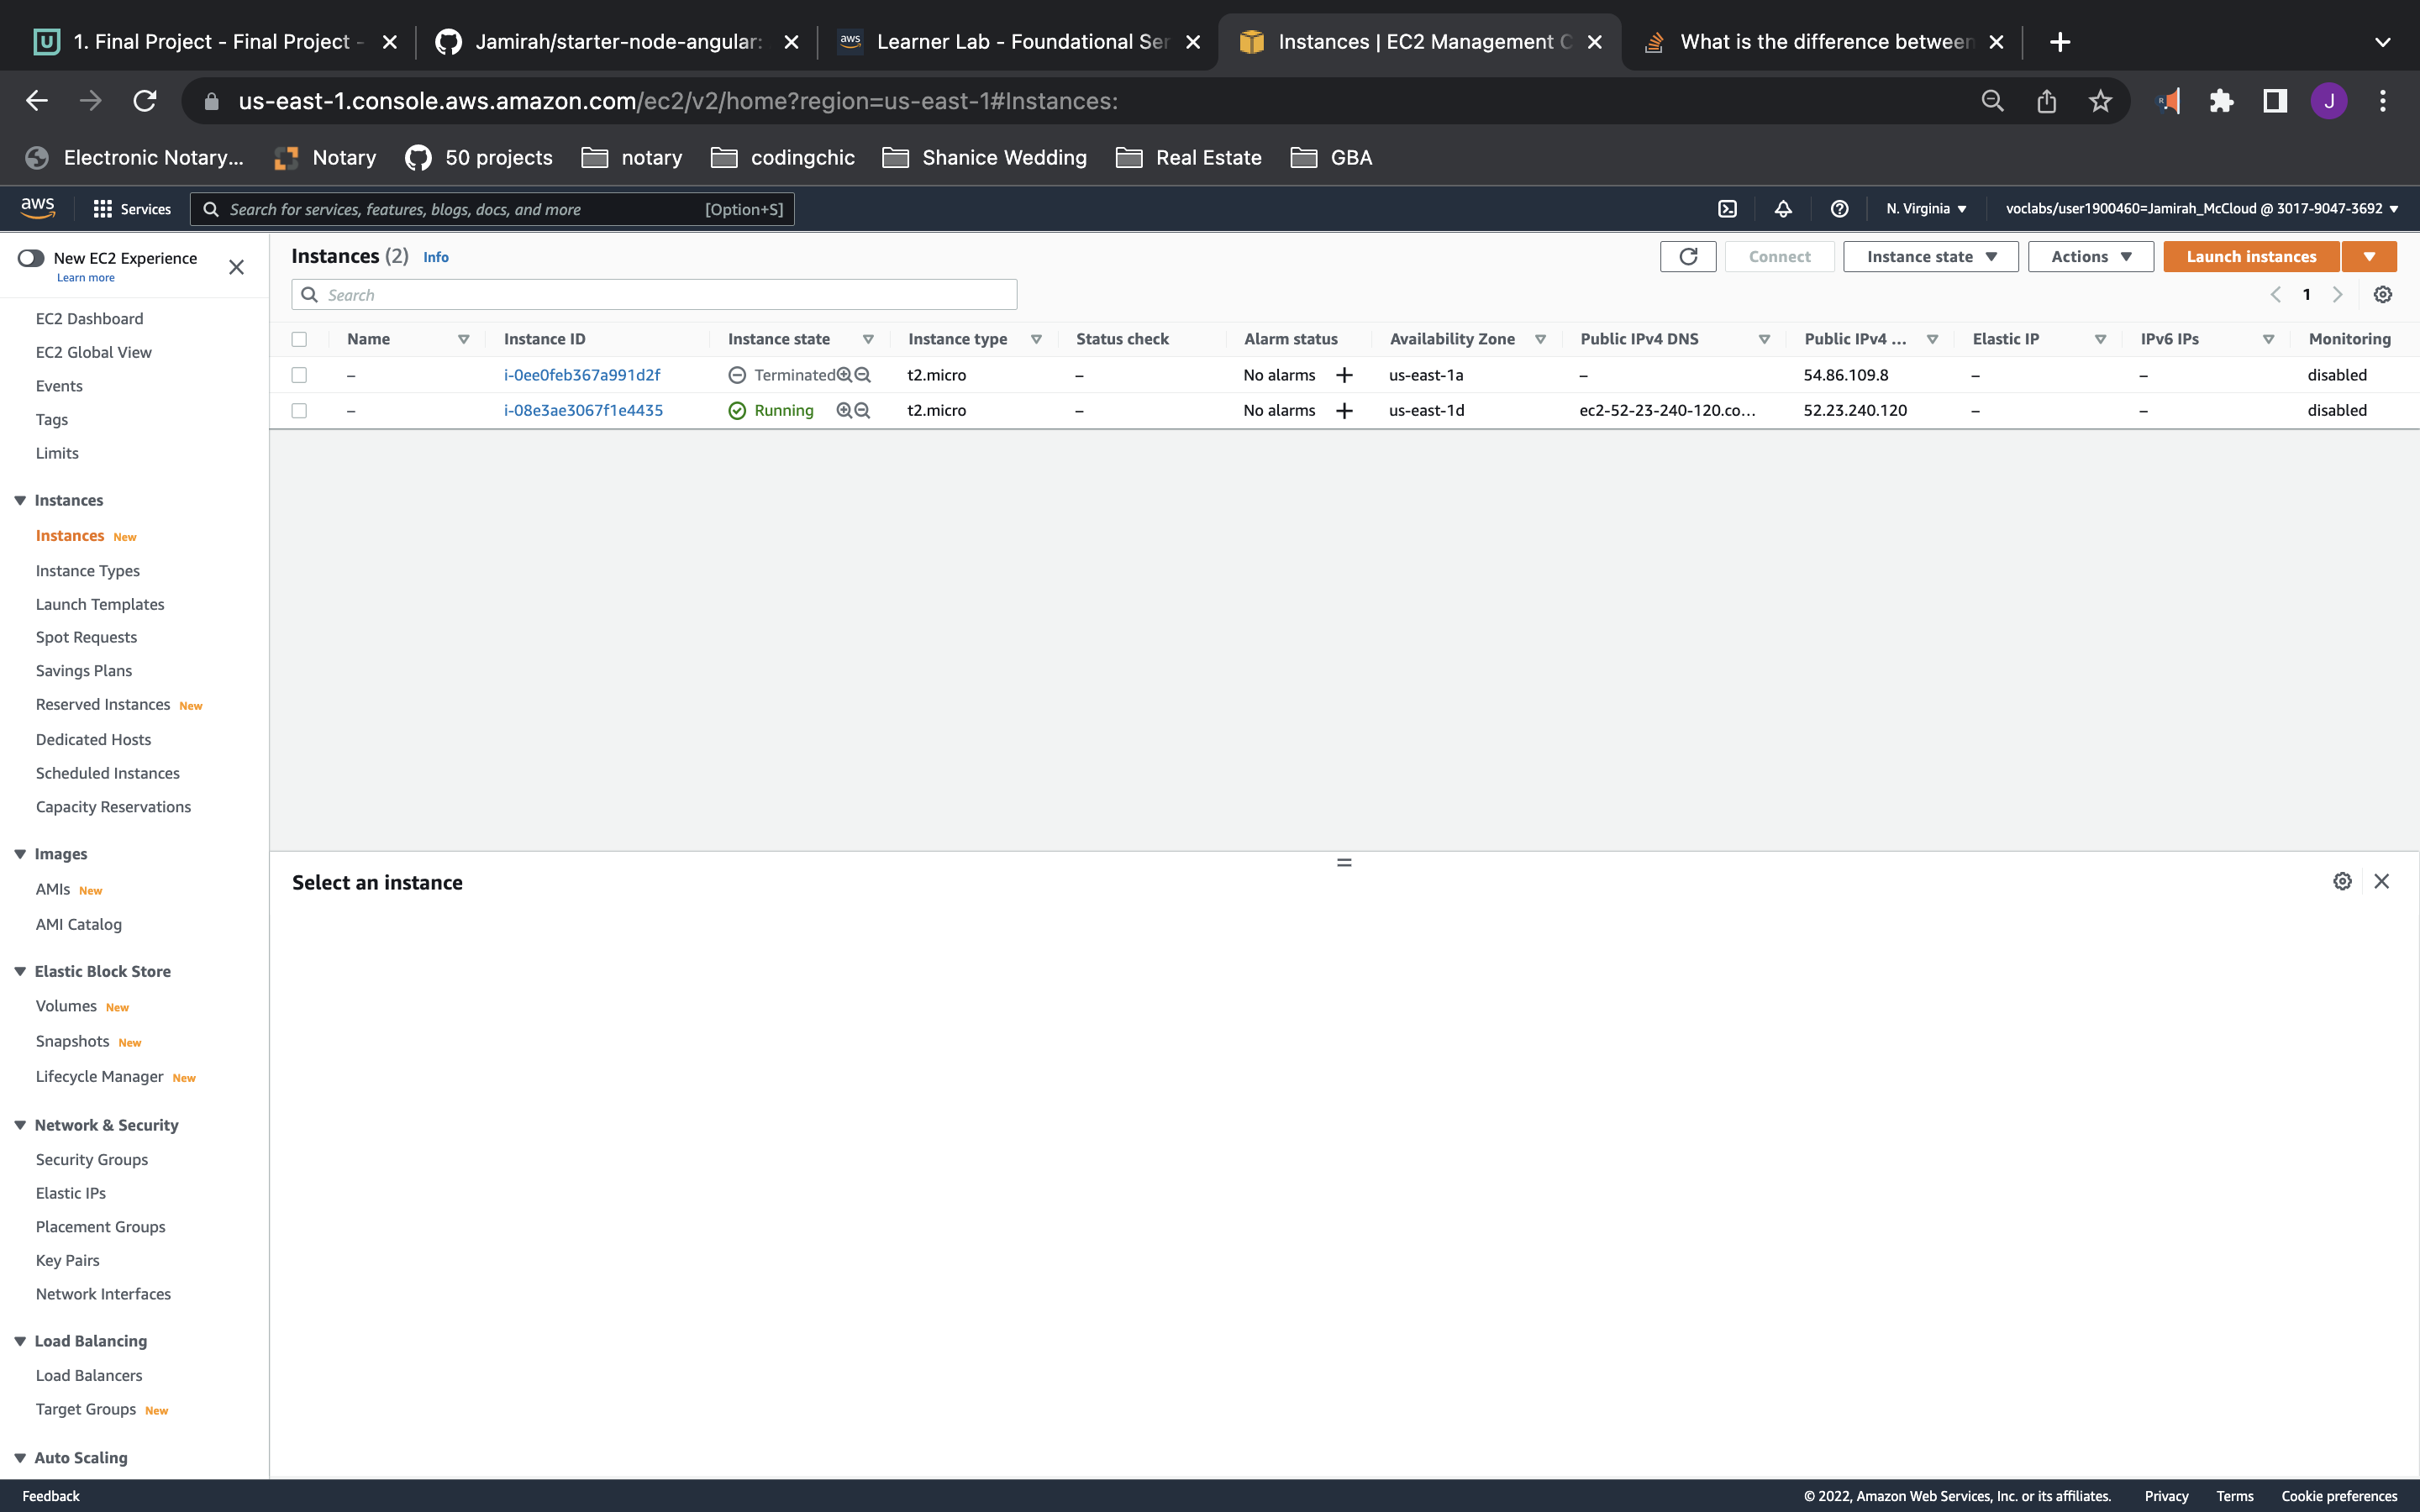 1. Final Project - Final Project -
Jamirah/starter-node-angular:
aws Learner Lab - Foundational Ser
Instances | EC2 Management C
What is the difference between
us-east-1.console.aws.amazon.com/ec2/v2/home?region=us-east-1#Instances:
J
Electronic Notary... Notary 50 projects notary codingchic Shanice Wedding Real Estate GBA
aws Services Search for services, features, blogs, docs, and more [Option+S] N. Virginia voclabs/user1900460=Jamirah_McCloud @ 3017-9047-3692
New EC2 Experience
Learn more
EC2 Dashboard
EC2 Global View
Events
Tags
Limits
Instances
Instances New
Instance Types
Launch Templates
Spot Requests
Savings Plans
Reserved Instances New
Dedicated Hosts
Scheduled Instances
Capacity Reservations
Images
AMIs New
AMI Catalog
Elastic Block Store
Volumes New
Snapshots New
Lifecycle Manager New
Network & Security
Security Groups
Elastic IPs
Placement Groups
Key Pairs
Network Interfaces
Load Balancing
Load Balancers
Target Groups New
Auto Scaling
Instances (2) Info Connect Instance state Actions Launch instances
Search 1
Name Instance ID Instance state Instance type Status check Alarm status Availability Zone Public IPv4 DNS Public IPv4 ... Elastic IP IPv6 IPs Monitoring
– i-0ee0feb367a991d2f Terminated t2.micro – No alarms + us-east-1a – 54.86.109.8 – – disabled
– i-08e3ae3067f1e4435 Running t2.micro – No alarms + us-east-1d ec2-52-23-240-120.co... 52.23.240.120 – – disabled
Select an instance
Feedback © 2022, Amazon Web Services, Inc. or its affiliates. Privacy Terms Cookie preferences